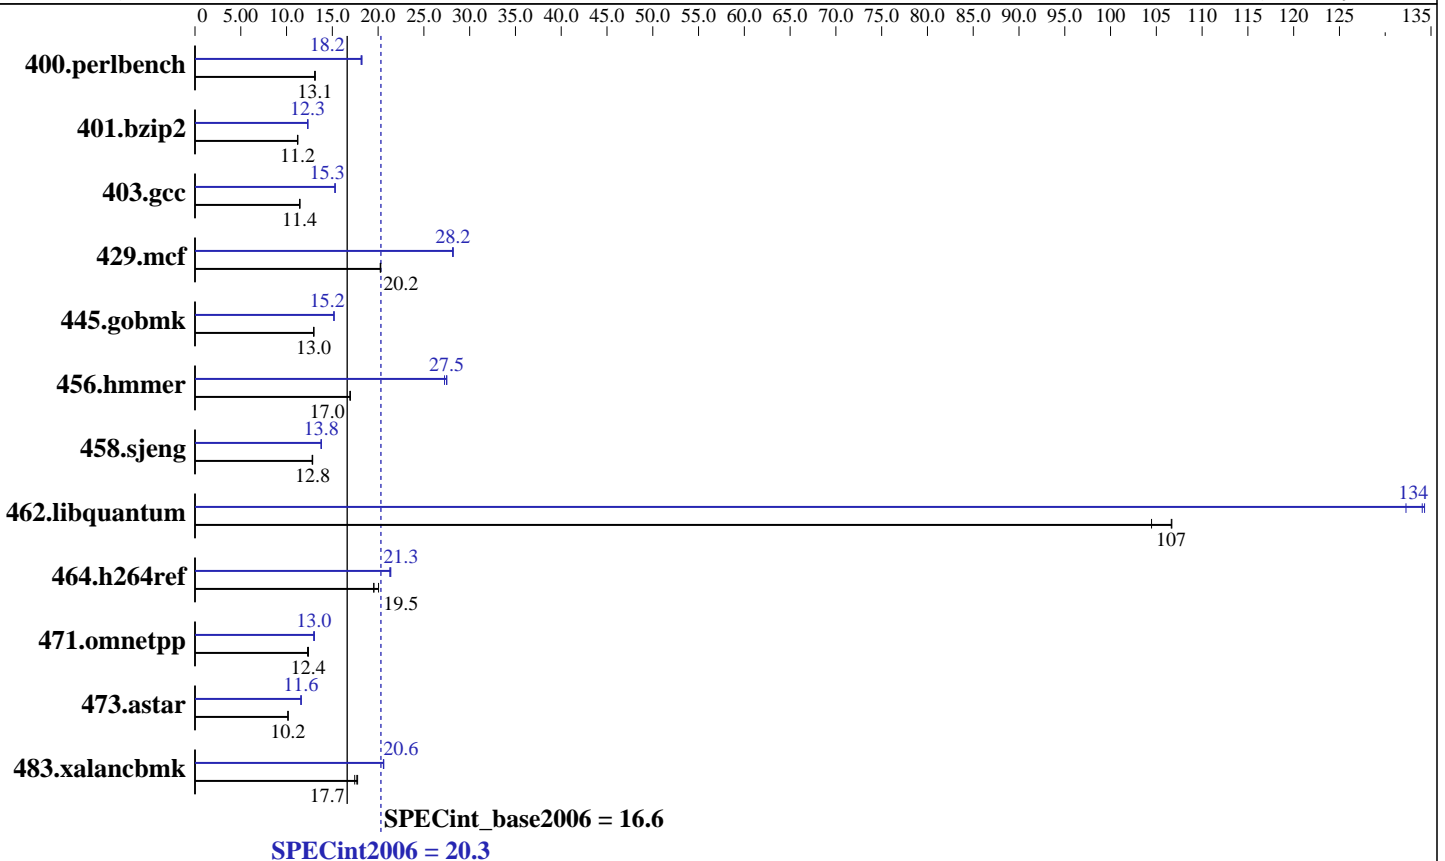 0 5.00 10.0 15.0 20.0 25.0 30.0 35.0 40.0 45.0 50.0 55.0 60.0 65.0 70.0 75.0 80.0 85.0 90.0 95.0 100 105 110 115 120 125 135
18.2
400.perlbench
13.1
12.3
401.bzip2
11.2
15.3
403.gcc
11.4
28.2
429.mcf
20.2
15.2
445.gobmk
13.0
27.5
456.hmmer
17.0
13.8
458.sjeng
12.8
134
462.libquantum
107
21.3
464.h264ref
19.5
13.0
471.omnetpp
12.4
11.6
473.astar
10.2
20.6
483.xalancbmk
17.7
SPECint_base2006 = 16.6
SPECint2006 = 20.3